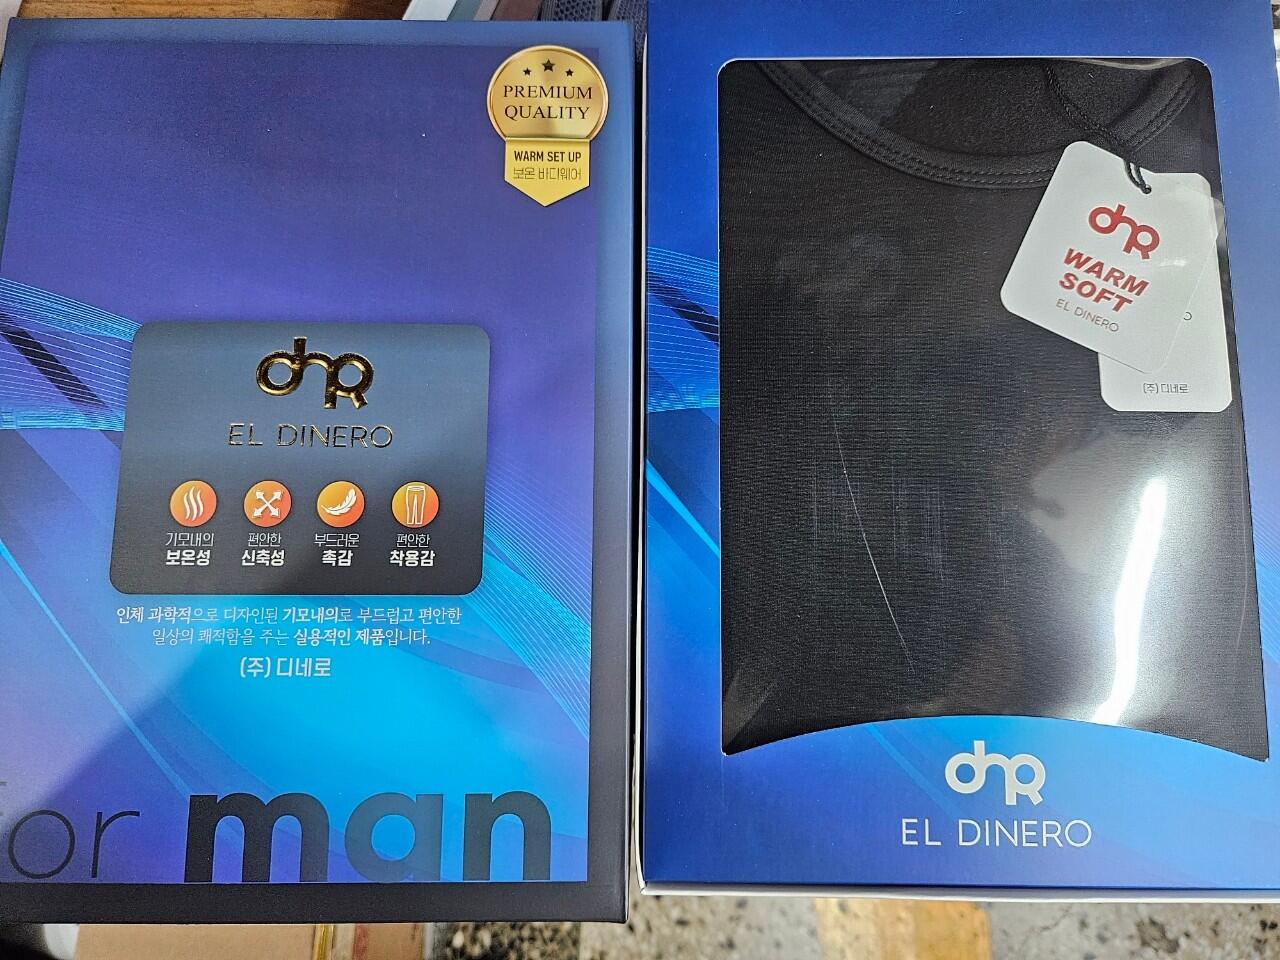 PREMIUM
QUALITY
WARM SET UP
보온 바디웨어
dnR
EL DINERO
기모내의
보온성
편안한
신축성
부드러운
촉감
편안한
착용감
인체 과학적으로 디자인된 기모내의로 부드럽고 편안한
일상의 쾌적함을 주는 실용적인 제품입니다.
(주) 디네로
for man
dnR
WARM
SOFT
EL DINERO
(주) 디네로
dnR
EL DINERO